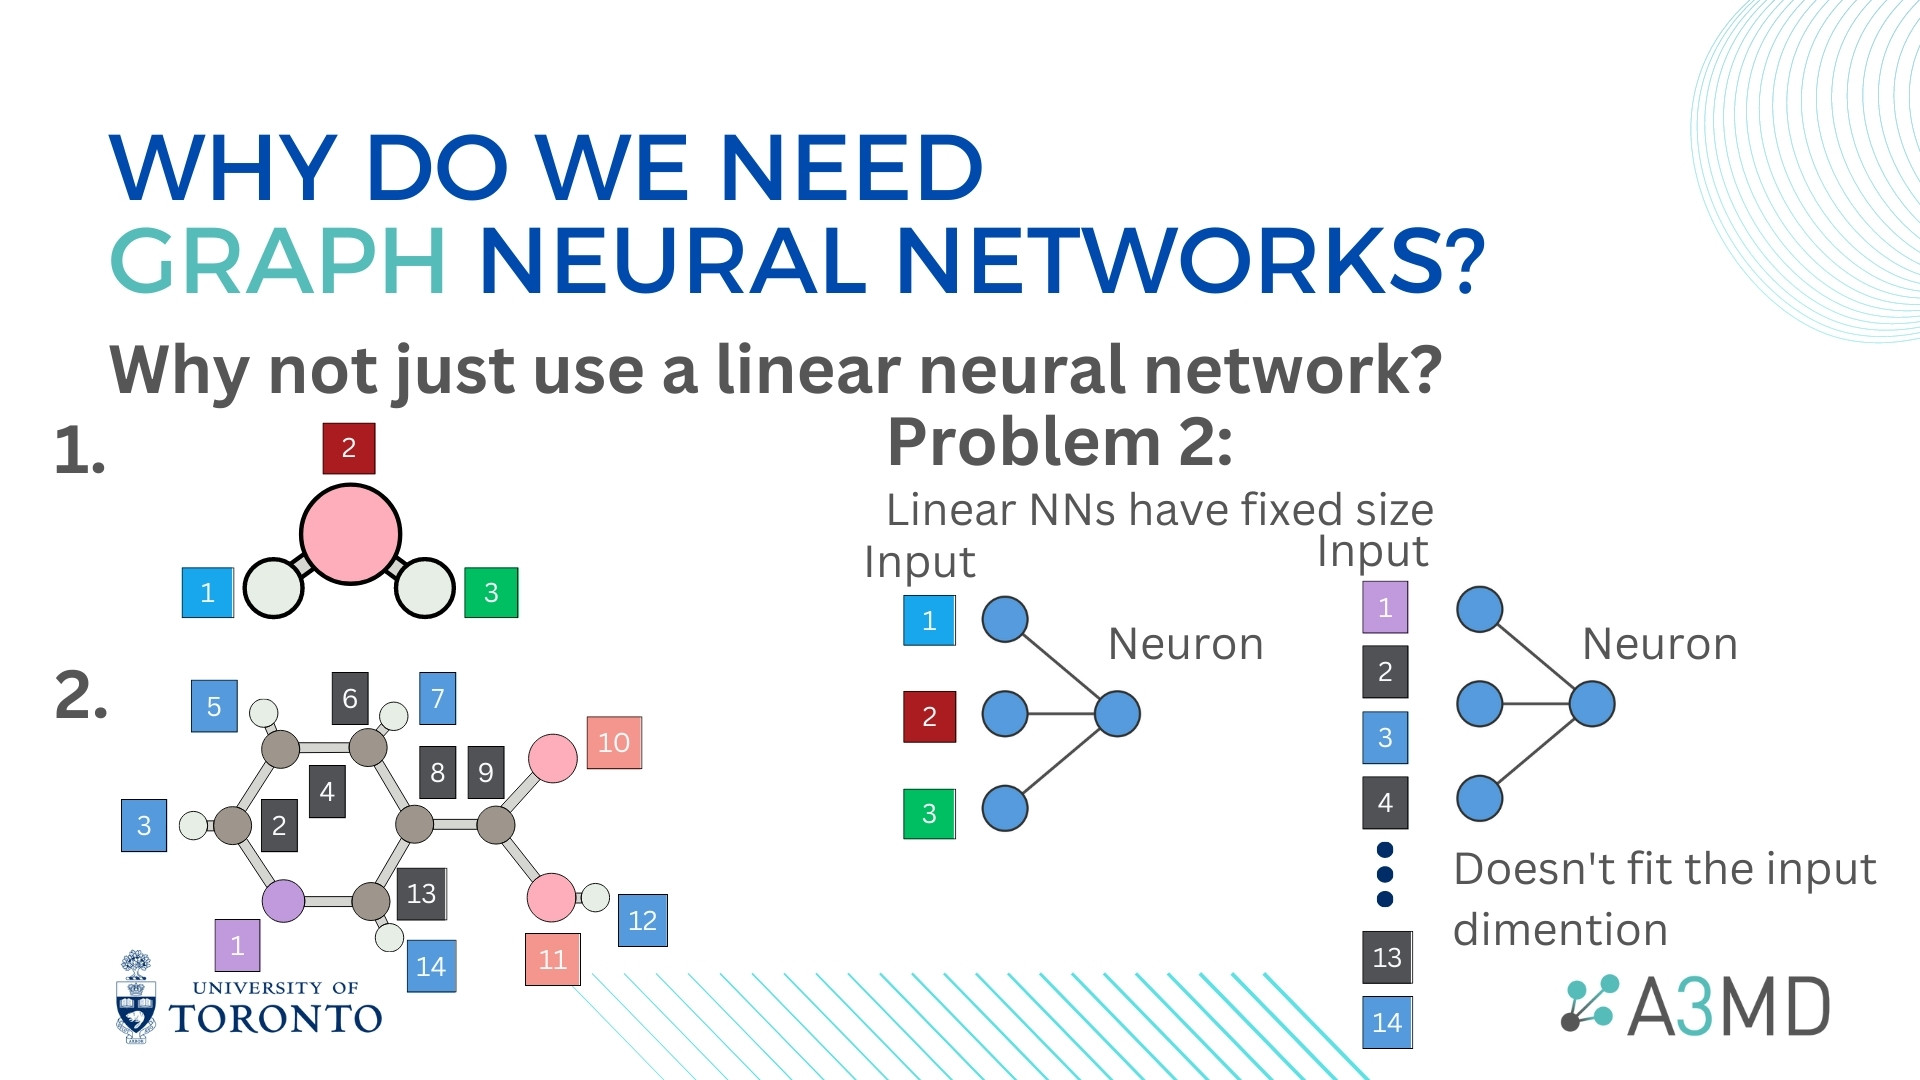 WHY DO WE NEED
GRAPH NEURAL NETWORKS?
Why not just use a linear neural network?
1.
2
1
3
2.
5
6
7
10
8
9
4
3
2
13
12
1
11
14
Problem 2:
Linear NNs have fixed size
Input
1
2
3
Neuron
Input
1
2
3
4
13
14
Neuron
Doesn't fit the input
dimention
UNIVERSITY OF
TORONTO
A3MD